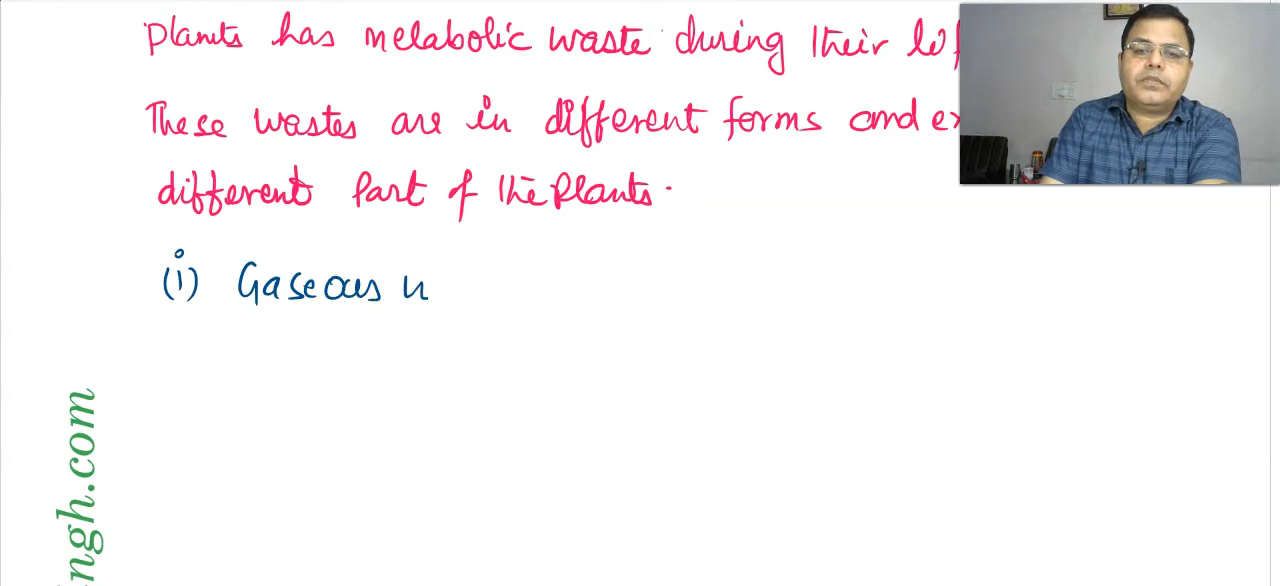 Plants has metabolic waste during their
These wastes are in different forms and
different Part of the Plants.
(i) Gaseous
ingh.com